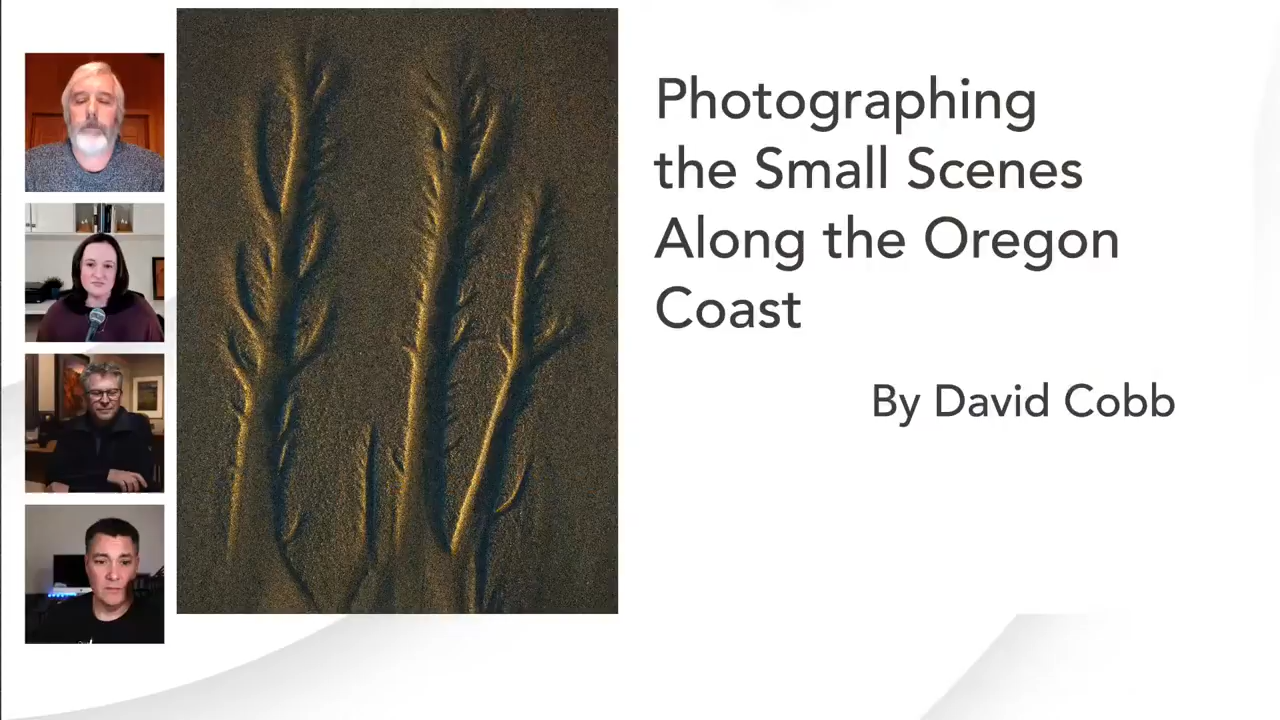 Photographing
the Small Scenes
Along the Oregon
Coast
By David Cobb